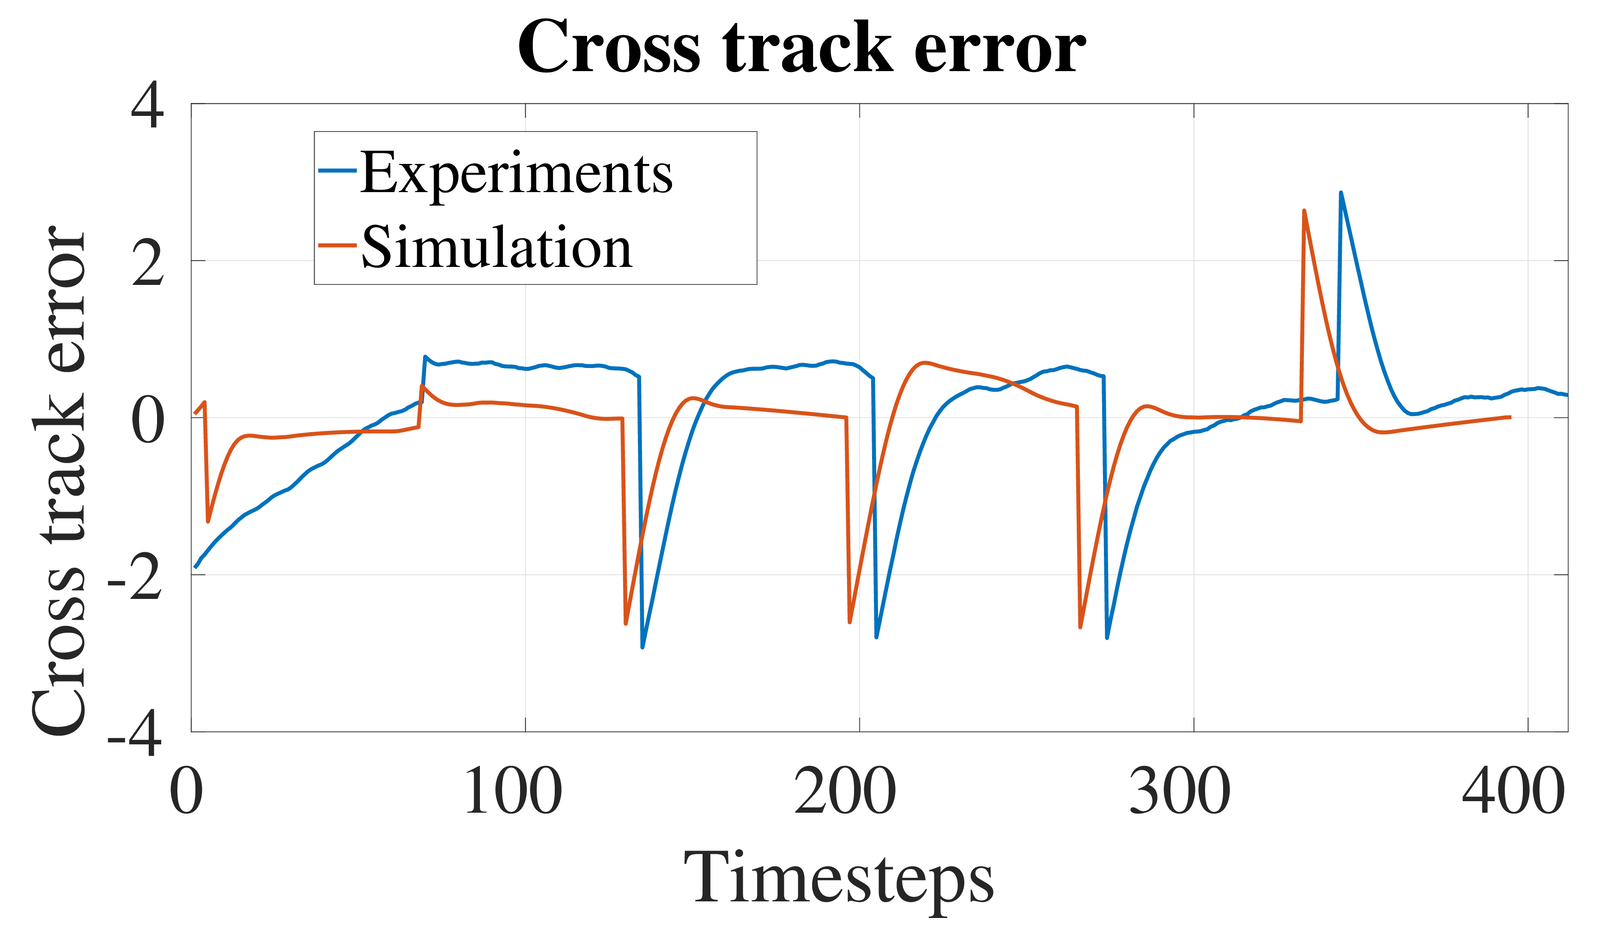 Cross track error
4
2
0
-2
-4
Cross track error
Experiments
Simulation
0 100 200 300 400
Timesteps